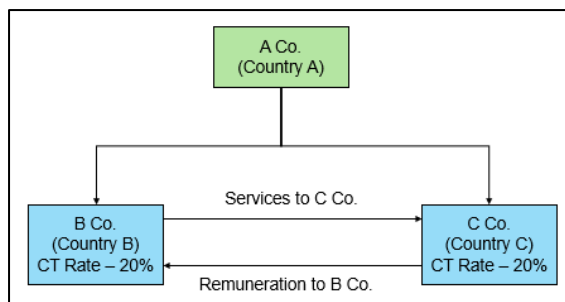 A Co.
(Country A)
Services to C Co.
B Co.
(Country B)
CT Rate – 20%
C Co.
(Country C)
CT Rate – 20%
Remuneration to B Co.